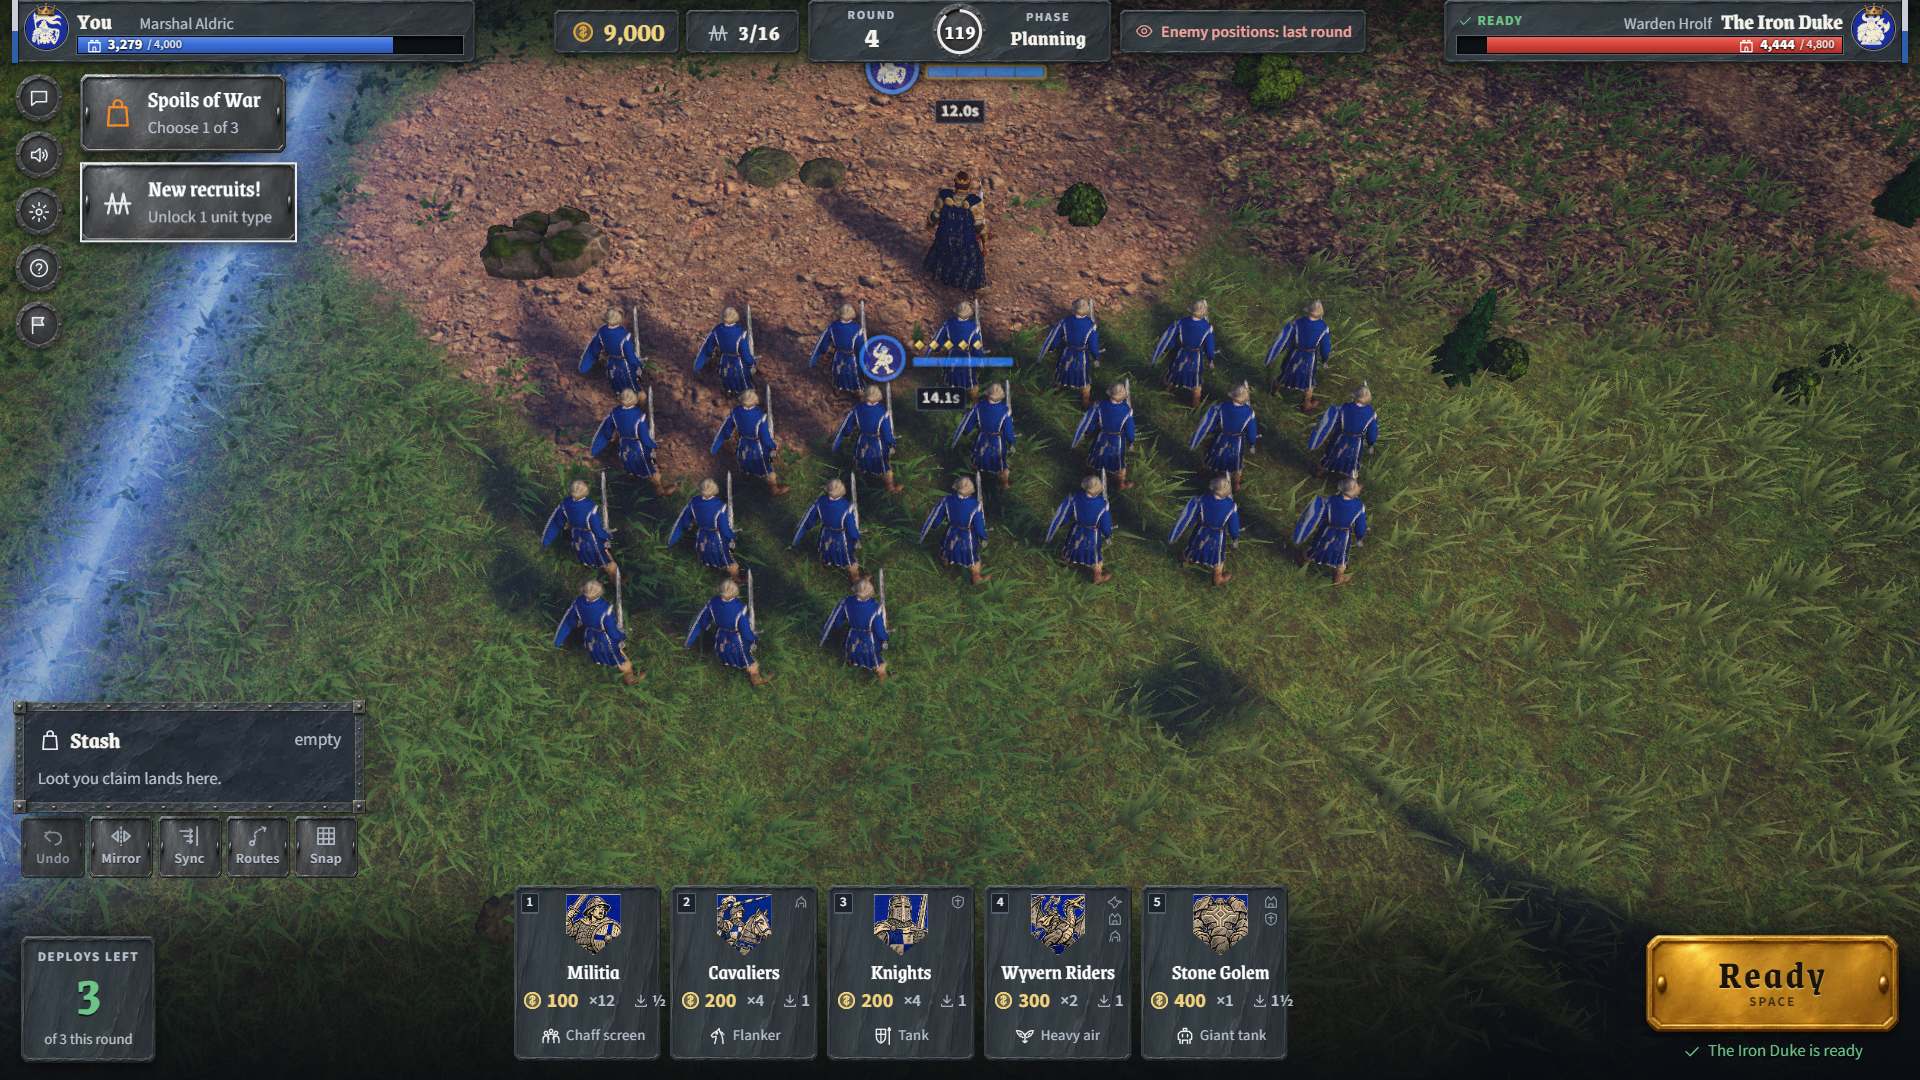 You Marshal Aldric
3,279 / 4,000
9,000
3/16
ROUND
4
119
PHASE
Planning
Enemy positions: last round
READY
Warden Hrolf The Iron Duke
4,444 / 4,800
Spoils of War
Choose 1 of 3
New recruits!
Unlock 1 unit type
12.0s
14.1s
Stash empty
Loot you claim lands here.
Undo Mirror Sync Routes Snap
DEPLOYS LEFT
3
of 3 this round
1
Militia
100 ×12 ½
Chaff screen
2
Cavaliers
200 ×4 1
Flanker
3
Knights
200 ×4 1
Tank
4
Wyvern Riders
300 ×2 1
Heavy air
5
Stone Golem
400 ×1 1½
Giant tank
Ready
SPACE
The Iron Duke is ready